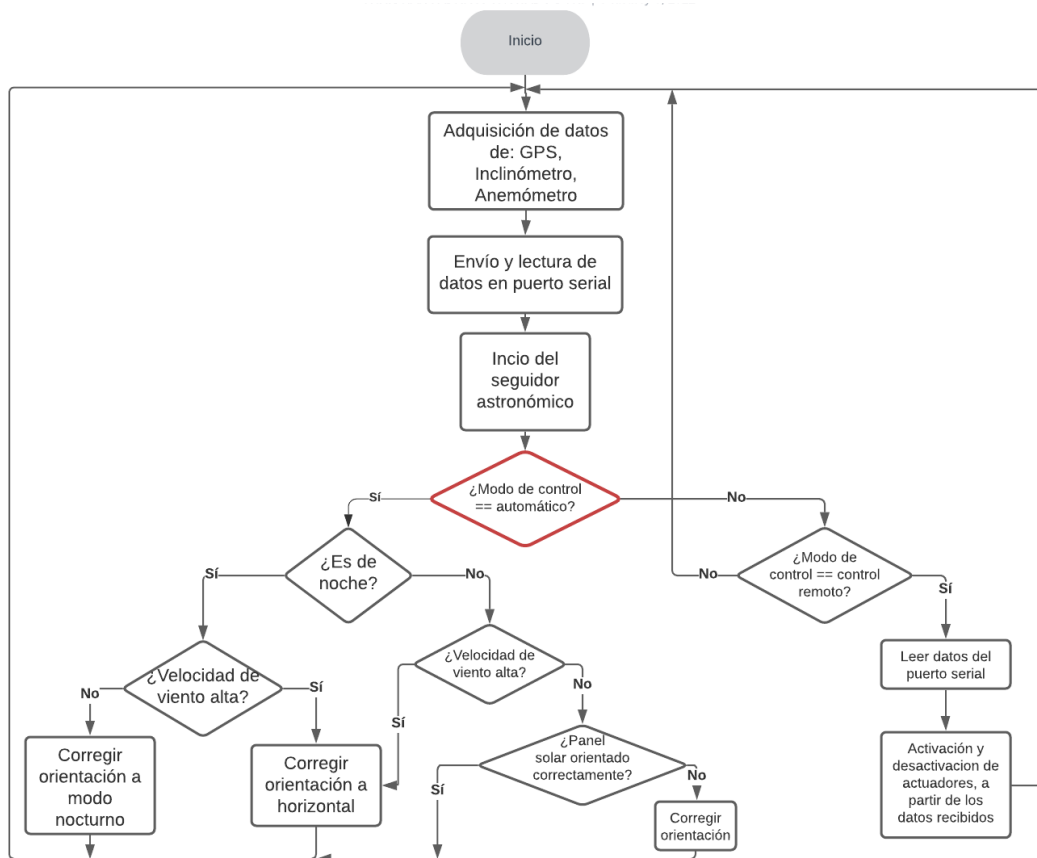 Inicio
Adquisición de datos
de: GPS,
Inclinómetro,
Anemómetro
Envío y lectura de
datos en puerto serial
Incio del
seguidor
astronómico
¿Modo de control
== automático?
Sí
No
¿Es de
noche?
¿Modo de
control == control
remoto?
Sí
No
No
Sí
¿Velocidad de
viento alta?
¿Velocidad de
viento alta?
Leer datos del
puerto serial
No
Sí
Sí
No
Corregir
orientación a
modo
nocturno
Corregir
orientación a
horizontal
¿Panel
solar orientado
correctamente?
Activación y
desactivacion de
actuadores, a
partir de los
datos recibidos
Sí
No
Corregir
orientación